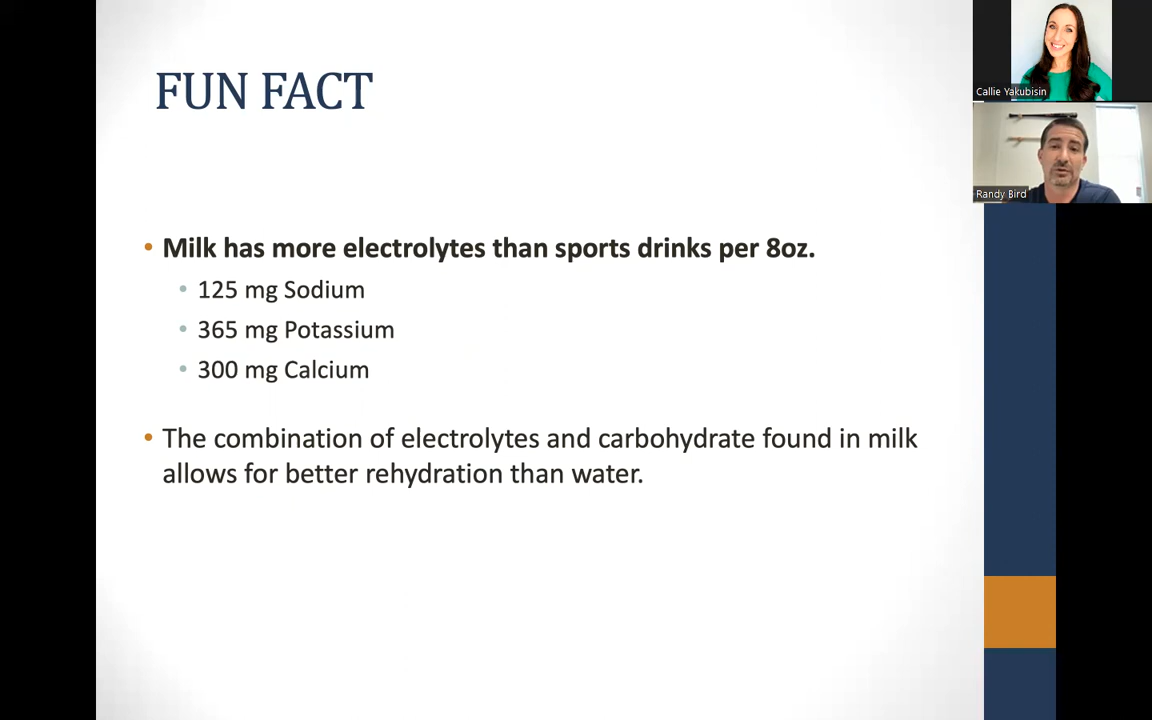 FUN FACT
Callie Yakubisin
Randy Bird
• Milk has more electrolytes than sports drinks per 8oz.
• 125 mg Sodium
• 365 mg Potassium
• 300 mg Calcium
• The combination of electrolytes and carbohydrate found in milk
allows for better rehydration than water.